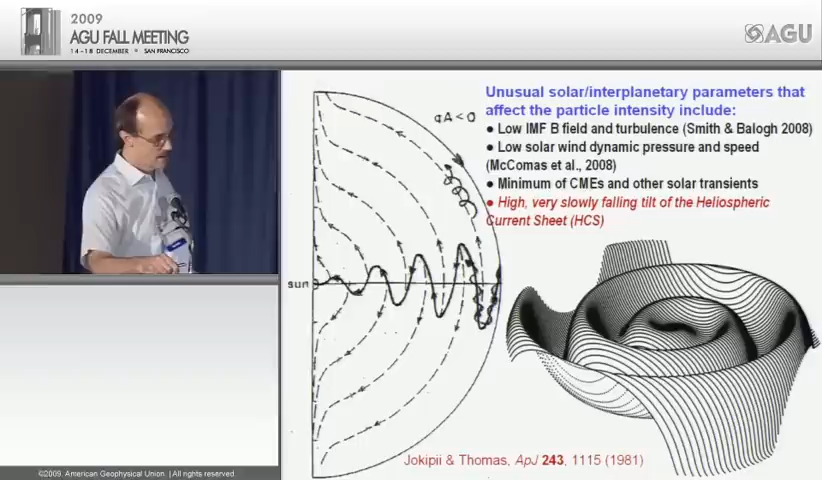 2009
AGU FALL MEETING
14 - 18 DECEMBER • SAN FRANCISCO
AGU
Unusual solar/interplanetary parameters that
affect the particle intensity include:
● Low IMF B field and turbulence (Smith & Balogh 2008)
● Low solar wind dynamic pressure and speed
(McComas et al., 2008)
● Minimum of CMEs and other solar transients
● High, very slowly falling tilt of the Heliospheric
Current Sheet (HCS)
qA < 0
sun
Jokipii & Thomas, ApJ 243, 1115 (1981)
©2009. American Geophysical Union. | All rights reserved